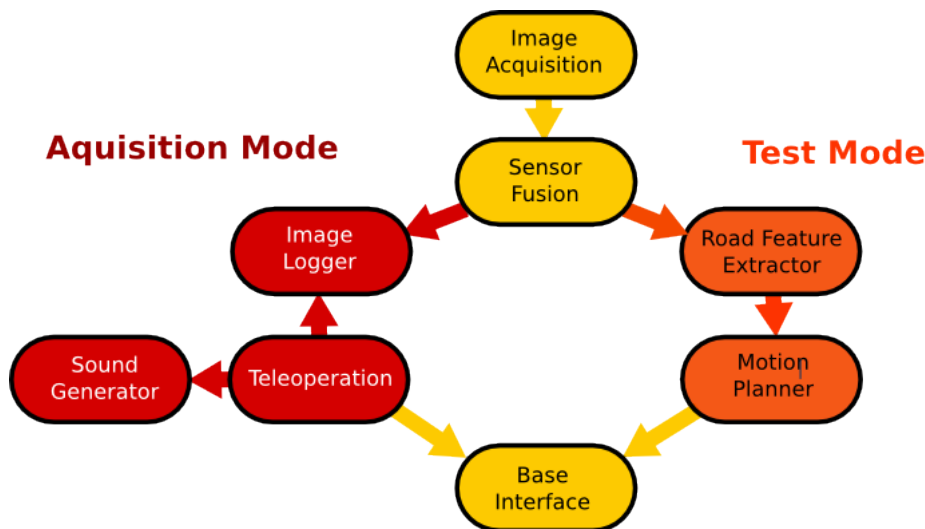 Image
Acquisition
Aquisition Mode
Test Mode
Sensor
Fusion
Image
Logger
Road Feature
Extractor
Sound
Generator
Teleoperation
Motion
Planner
Base
Interface